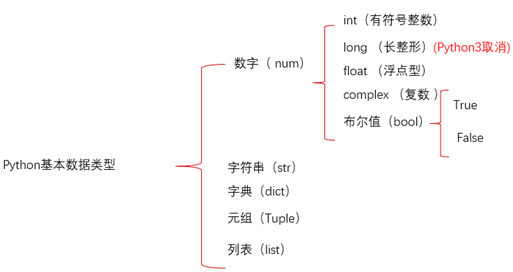 int（有符号整数）
long （长整形）(Python3取消)
数字（ num）
float （浮点型）
complex （复数 ）
True
布尔值（bool）
False
Python基本数据类型
字符串（str）
字典（dict）
元组（Tuple）
列表（list）